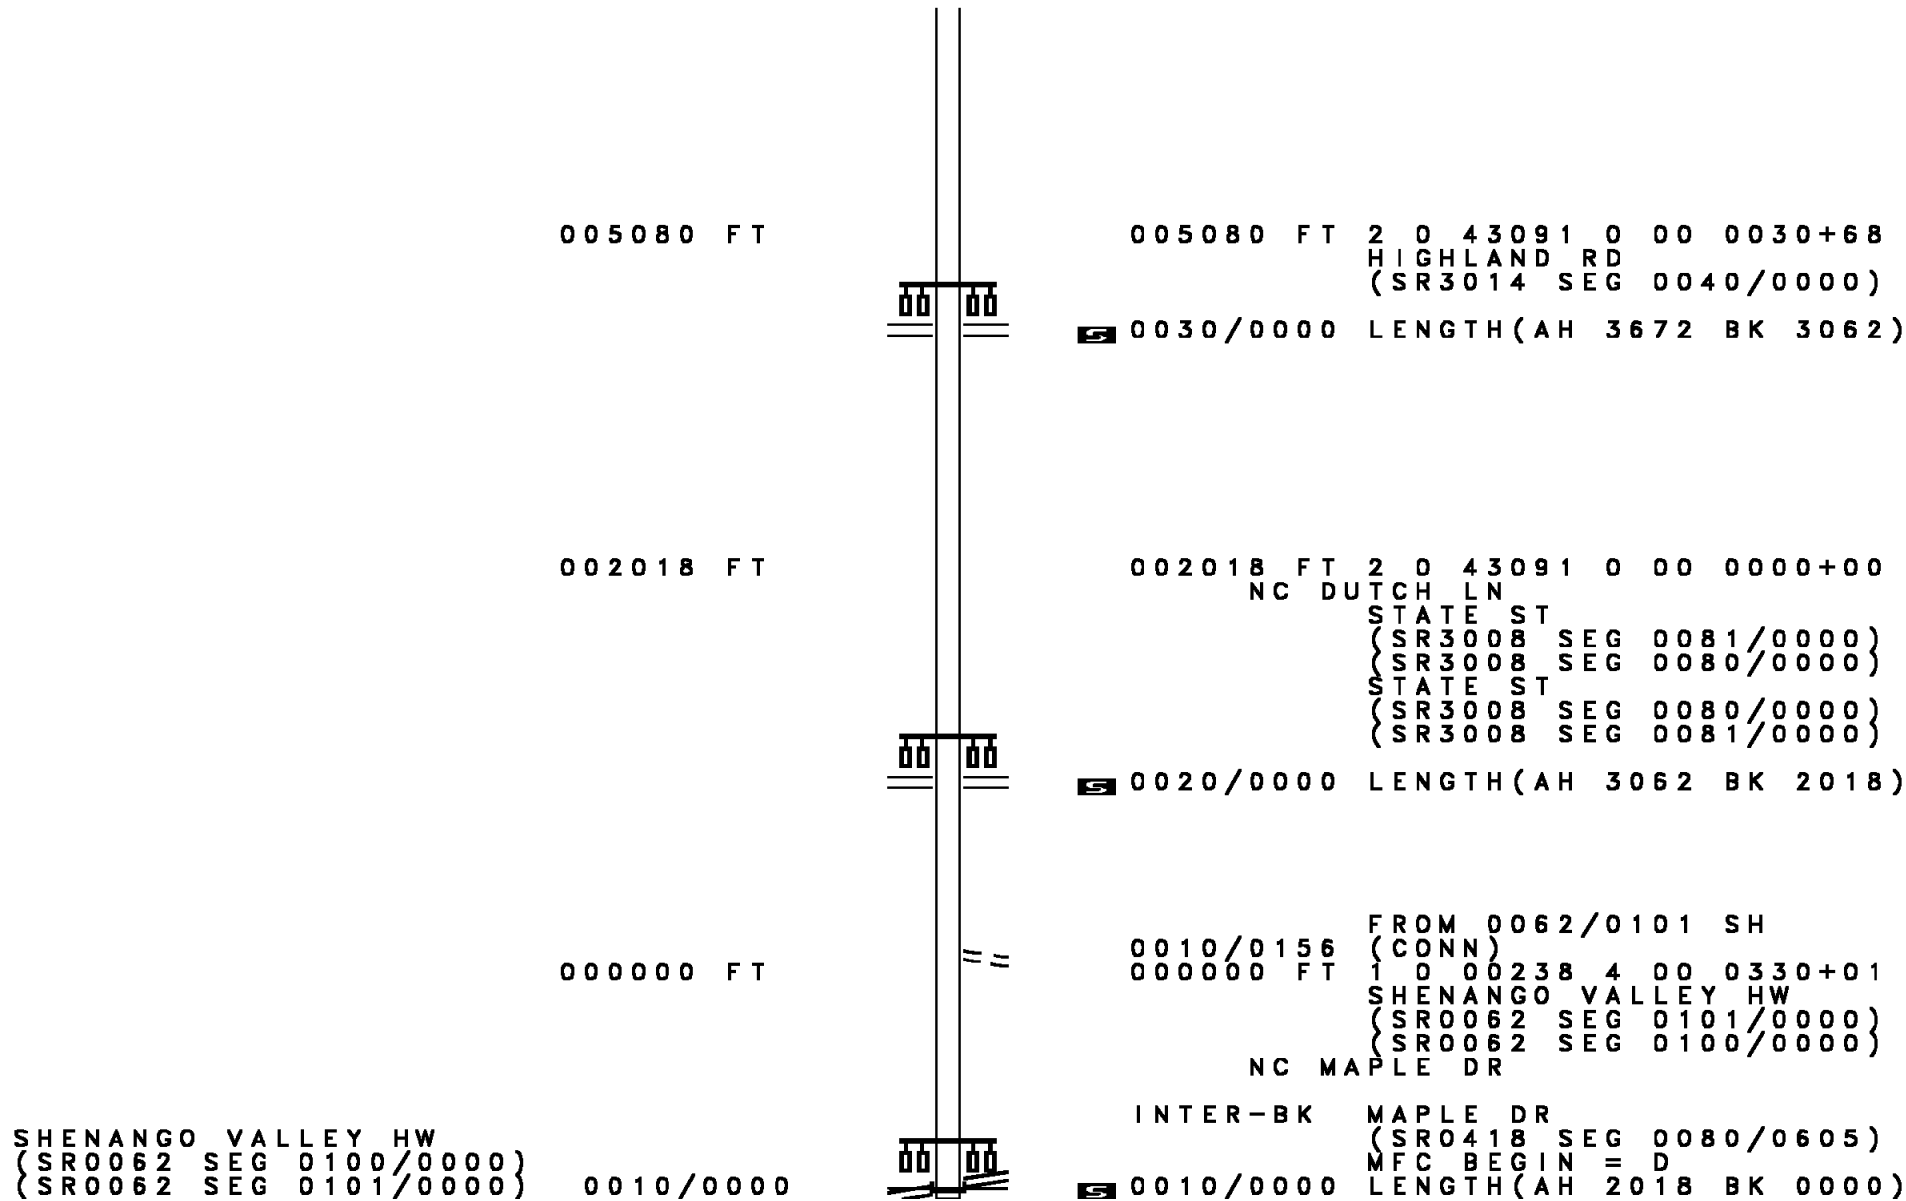 005080 FT 005080 FT 2 0 43091 0 00 0030+68
HIGHLAND RD
(SR3014 SEG 0040/0000)
S 0030/0000 LENGTH(AH 3672 BK 3062)
002018 FT 002018 FT 2 0 43091 0 00 0000+00
NC DUTCH LN
STATE ST
(SR3008 SEG 0081/0000)
(SR3008 SEG 0080/0000)
STATE ST
(SR3008 SEG 0080/0000)
(SR3008 SEG 0081/0000)
S 0020/0000 LENGTH(AH 3062 BK 2018)
FROM 0062/0101 SH
0010/0156 (CONN)
000000 FT 000000 FT 1 0 00238 4 00 0330+01
SHENANGO VALLEY HW
(SR0062 SEG 0101/0000)
(SR0062 SEG 0100/0000)
NC MAPLE DR
INTER-BK MAPLE DR
SHENANGO VALLEY HW (SR0418 SEG 0080/0605)
(SR0062 SEG 0100/0000) MFC BEGIN = D
(SR0062 SEG 0101/0000) 0010/0000 S 0010/0000 LENGTH(AH 2018 BK 0000)